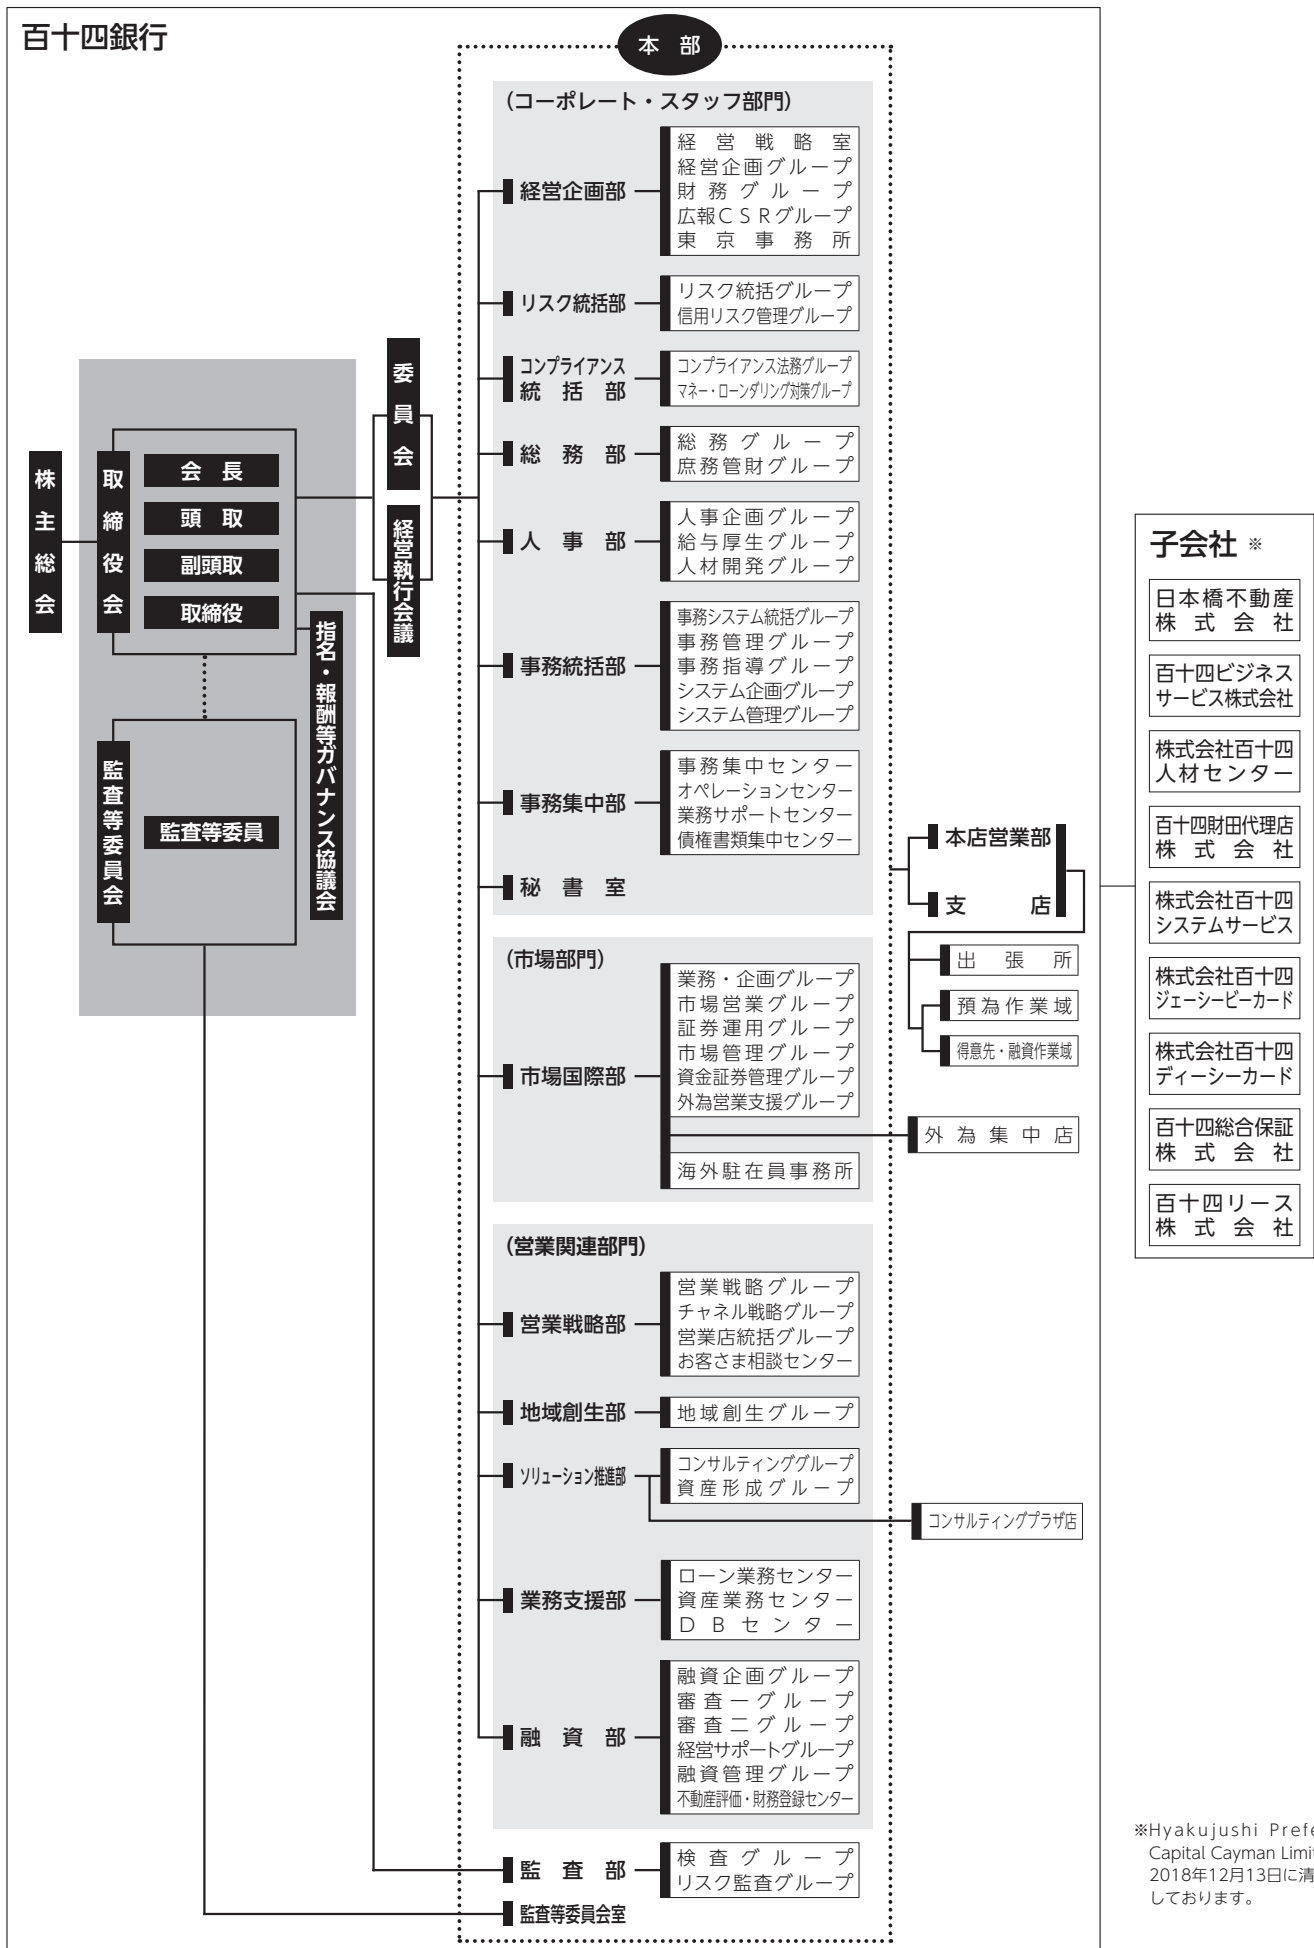 百十四銀行
本部
(コーポレート・スタッフ部門)
経営企画部
経営戦略室
経営企画グループ
財務グループ
広報CSRグループ
東京事務所
リスク統括部
リスク統括グループ
信用リスク管理グループ
コンプライアンス
統括部
コンプライアンス法務グループ
マネー・ローンダリング対策グループ
総務部
総務グループ
庶務管財グループ
人事部
人事企画グループ
給与厚生グループ
人材開発グループ
事務統括部
事務システム統括グループ
事務管理グループ
事務指導グループ
システム企画グループ
システム管理グループ
事務集中部
事務集中センター
オペレーションセンター
業務サポートセンター
債権書類集中センター
秘書室
株主総会
取締役会
会長
頭取
副頭取
取締役
指名・報酬等ガバナンス協議会
監査等委員会
監査等委員
委員会
経営執行会議
(市場部門)
市場国際部
業務・企画グループ
市場営業グループ
証券運用グループ
市場管理グループ
資金証券管理グループ
外為営業支援グループ
海外駐在員事務所
(営業関連部門)
営業戦略部
営業戦略グループ
チャネル戦略グループ
営業店統括グループ
お客さま相談センター
地域創生部
地域創生グループ
ソリューション推進部
コンサルティンググループ
資産形成グループ
業務支援部
ローン業務センター
資産業務センター
DBセンター
融資部
融資企画グループ
審査一グループ
審査二グループ
経営サポートグループ
融資管理グループ
不動産評価・財務登録センター
監査部
検査グループ
リスク監査グループ
監査等委員会室
本店営業部
支店
出張所
預為作業域
得意先・融資作業域
外為集中店
コンサルティングプラザ店
子会社 ※
日本橋不動産
株式会社
百十四ビジネス
サービス株式会社
株式会社百十四
人材センター
百十四財田代理店
株式会社
株式会社百十四
システムサービス
株式会社百十四
ジェーシービーカード
株式会社百十四
ディーシーカード
百十四総合保証
株式会社
百十四リース
株式会社
※Hyakujushi Prefe
Capital Cayman Limi
2018年12月13日に清
しております。